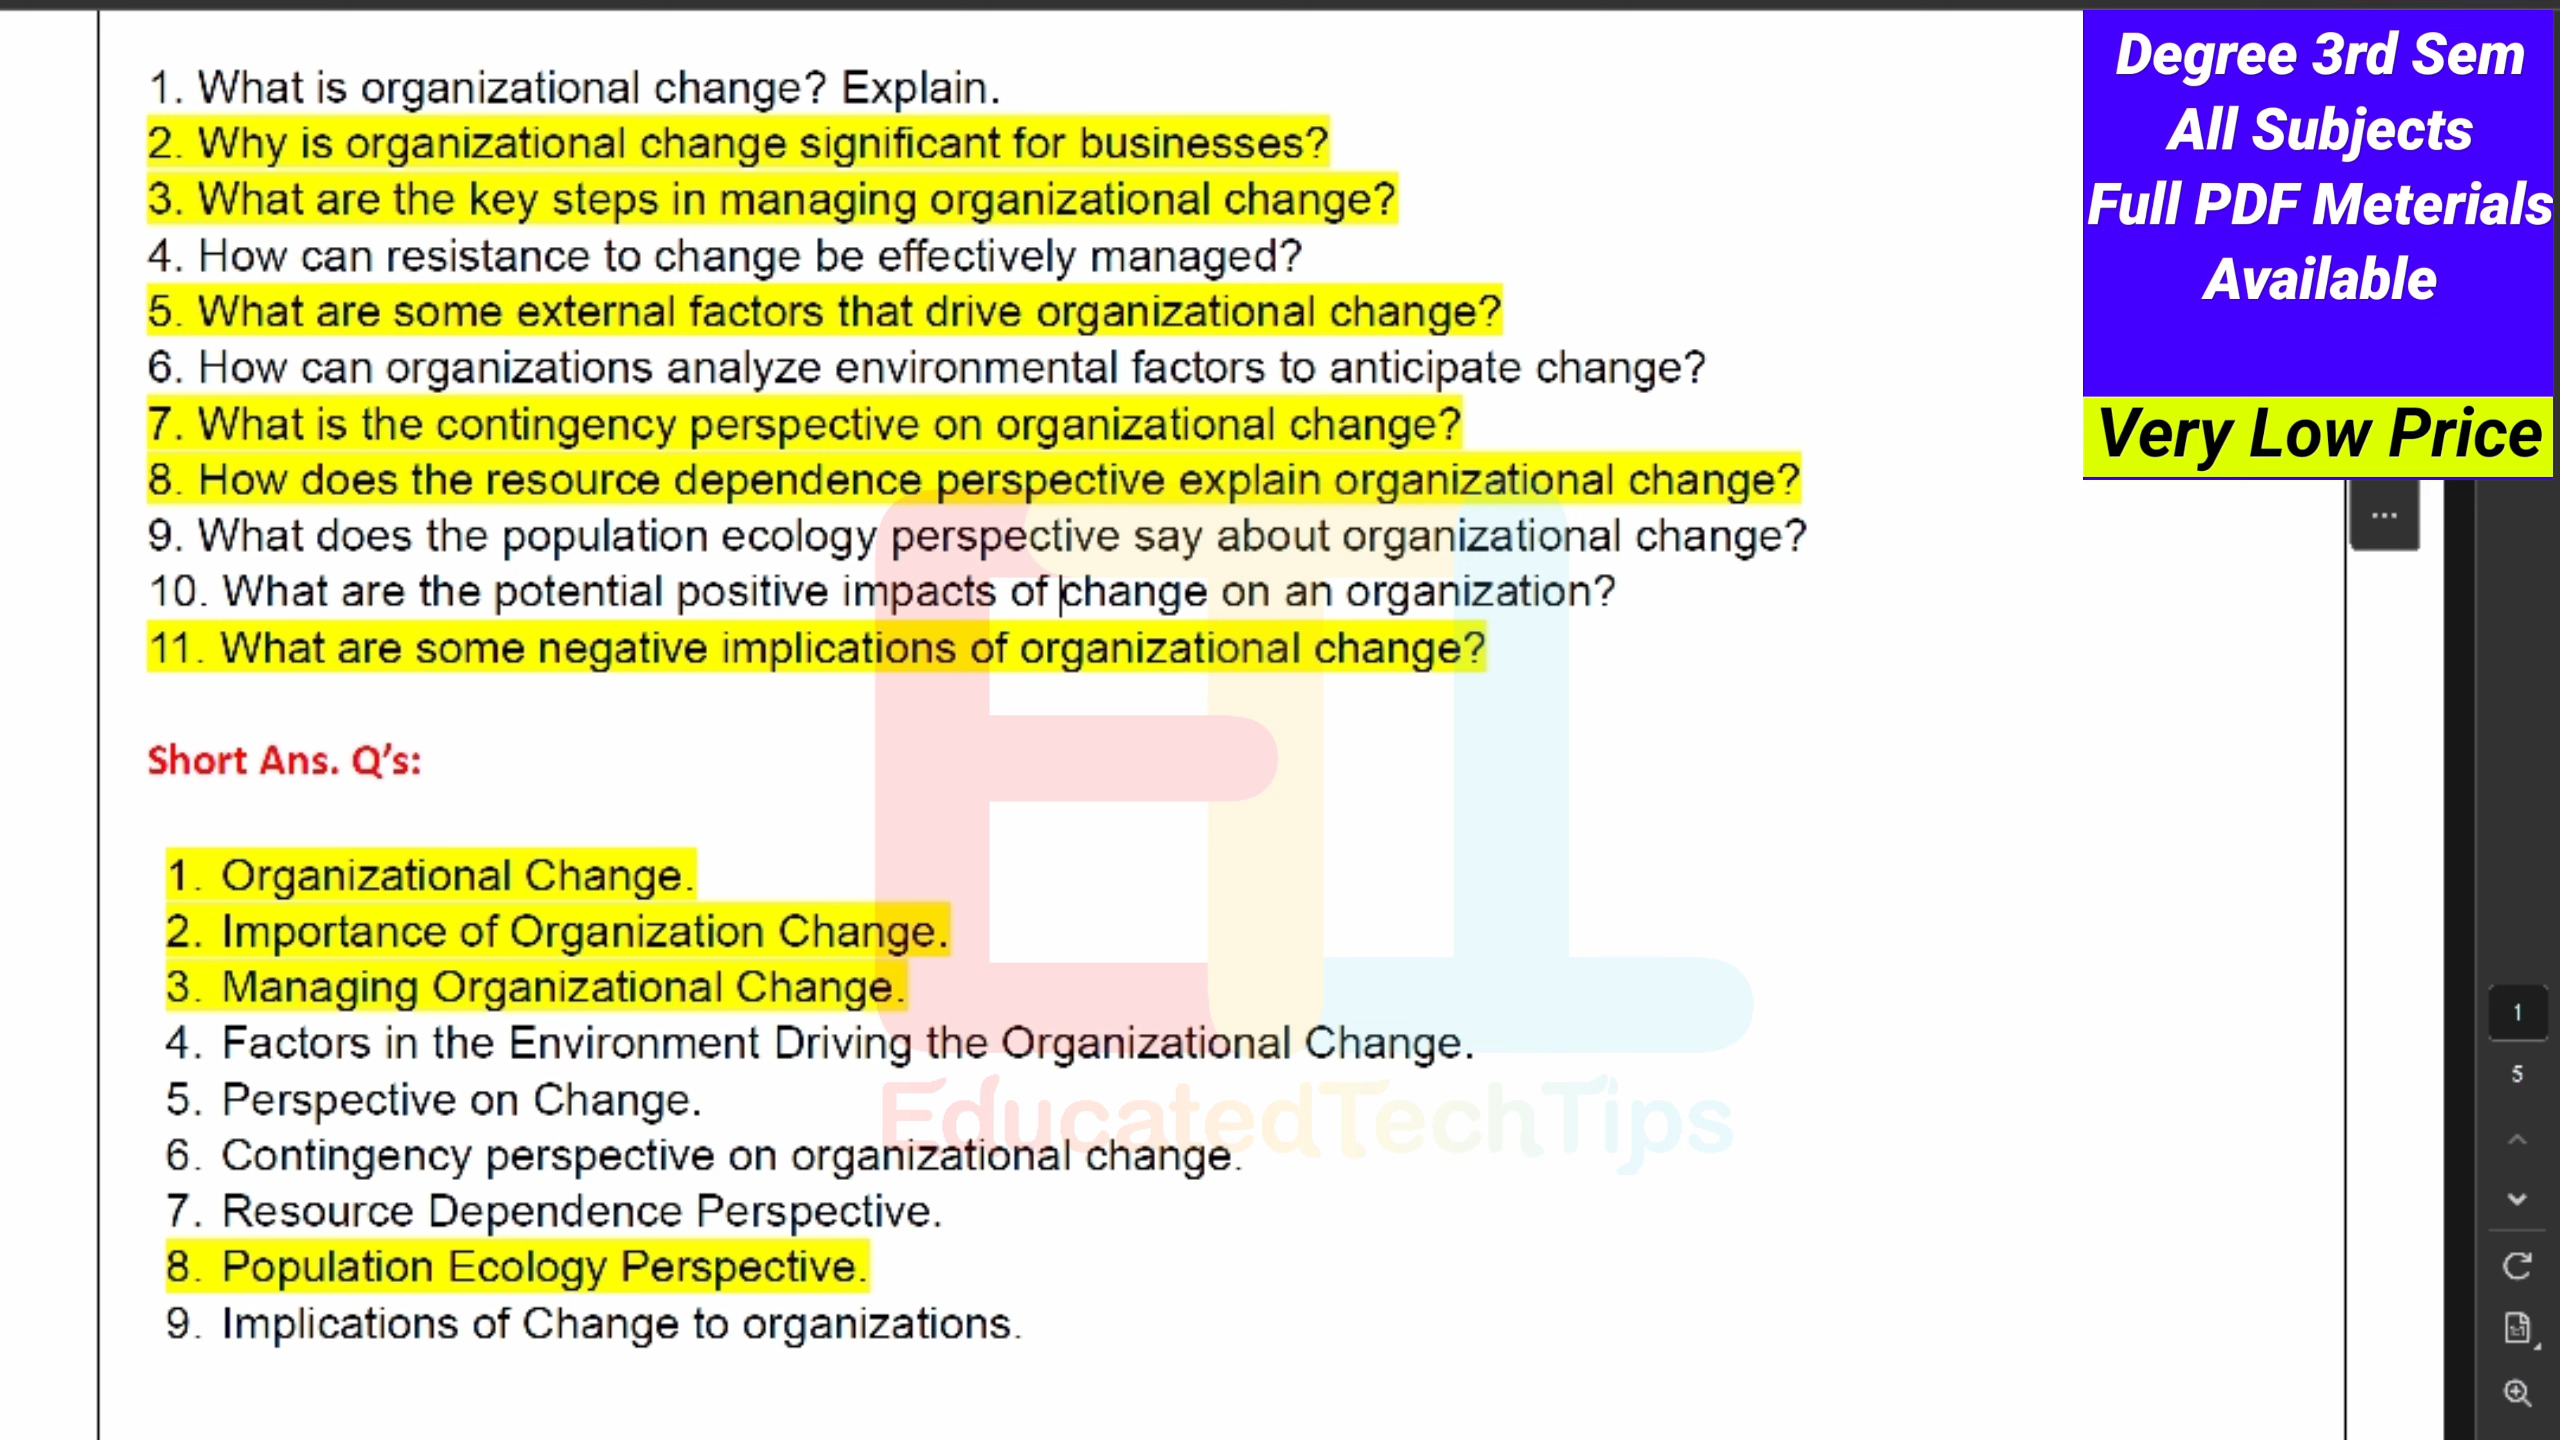 1. What is organizational change? Explain.
2. Why is organizational change significant for businesses?
3. What are the key steps in managing organizational change?
4. How can resistance to change be effectively managed?
5. What are some external factors that drive organizational change?
6. How can organizations analyze environmental factors to anticipate change?
7. What is the contingency perspective on organizational change?
8. How does the resource dependence perspective explain organizational change?
9. What does the population ecology perspective say about organizational change?
10. What are the potential positive impacts of change on an organization?
11. What are some negative implications of organizational change?
Short Ans. Q's:
1. Organizational Change.
2. Importance of Organization Change.
3. Managing Organizational Change.
4. Factors in the Environment Driving the Organizational Change.
5. Perspective on Change.
6. Contingency perspective on organizational change.
7. Resource Dependence Perspective.
8. Population Ecology Perspective.
9. Implications of Change to organizations.
EducatedTechTips
Degree 3rd Sem
All Subjects
Full PDF Meterials
Available
Very Low Price
1
5